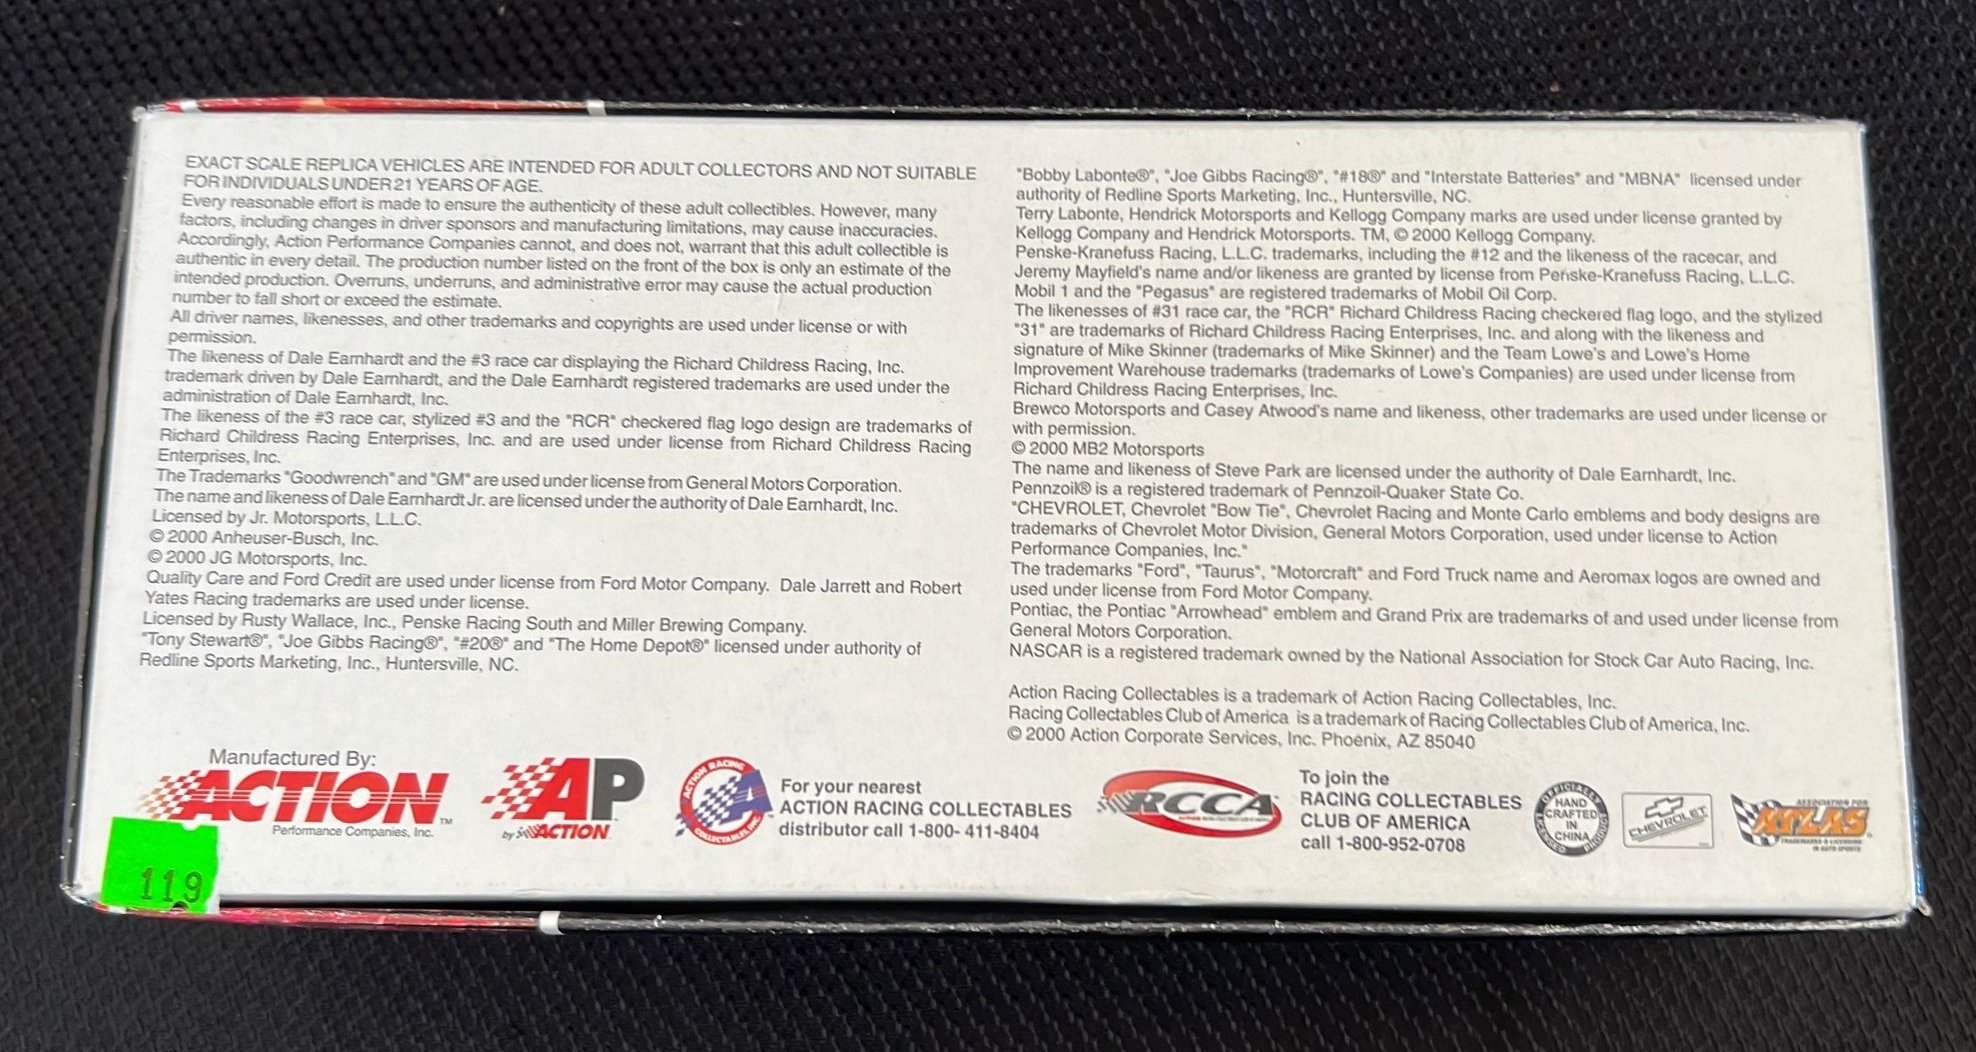 EXACT SCALE REPLICA VEHICLES ARE INTENDED FOR ADULT COLLECTORS AND NOT SUITABLE
FOR INDIVIDUALS UNDER 21 YEARS OF AGE.
Every reasonable effort is made to ensure the authenticity of these adult collectibles. However, many
factors, including changes in driver sponsors and manufacturing limitations, may cause inaccuracies.
Accordingly, Action Performance Companies cannot, and does not, warrant that this adult collectible is
authentic in every detail. The production number listed on the front of the box is only an estimate of the
intended production. Overruns, underruns, and administrative error may cause the actual production
number to fall short or exceed the estimate.
All driver names, likenesses, and other trademarks and copyrights are used under license or with
permission.
The likeness of Dale Earnhardt and the #3 race car displaying the Richard Childress Racing, Inc.
trademark driven by Dale Earnhardt, and the Dale Earnhardt registered trademarks are used under the
administration of Dale Earnhardt, Inc.
The likeness of the #3 race car, stylized #3 and the "RCR" checkered flag logo design are trademarks of
Richard Childress Racing Enterprises, Inc. and are used under license from Richard Childress Racing
Enterprises, Inc.
The Trademarks "Goodwrench" and "GM" are used under license from General Motors Corporation.
The name and likeness of Dale Earnhardt Jr. are licensed under the authority of Dale Earnhardt, Inc.
Licensed by Jr. Motorsports, L.L.C.
© 2000 Anheuser-Busch, Inc.
© 2000 JG Motorsports, Inc.
Quality Care and Ford Credit are used under license from Ford Motor Company. Dale Jarrett and Robert
Yates Racing trademarks are used under license.
Licensed by Rusty Wallace, Inc., Penske Racing South and Miller Brewing Company.
"Tony Stewart®", "Joe Gibbs Racing®", "#20®" and "The Home Depot®" licensed under authority of
Redline Sports Marketing, Inc., Huntersville, NC.
"Bobby Labonte®", "Joe Gibbs Racing®", "#18®" and "Interstate Batteries" and "MBNA" licensed under
authority of Redline Sports Marketing, Inc., Huntersville, NC.
Terry Labonte, Hendrick Motorsports and Kellogg Company marks are used under license granted by
Kellogg Company and Hendrick Motorsports. TM, © 2000 Kellogg Company.
Penske-Kranefuss Racing, L.L.C. trademarks, including the #12 and the likeness of the racecar, and
Jeremy Mayfield's name and/or likeness are granted by license from Penske-Kranefuss Racing, L.L.C.
Mobil 1 and the "Pegasus" are registered trademarks of Mobil Oil Corp.
The likenesses of #31 race car, the "RCR" Richard Childress Racing checkered flag logo, and the stylized
"31" are trademarks of Richard Childress Racing Enterprises, Inc. and along with the likeness and
signature of Mike Skinner (trademarks of Mike Skinner) and the Team Lowe's and Lowe's Home
Improvement Warehouse trademarks (trademarks of Lowe's Companies) are used under license from
Richard Childress Racing Enterprises, Inc.
Brewco Motorsports and Casey Atwood's name and likeness, other trademarks are used under license or
with permission.
© 2000 MB2 Motorsports
The name and likeness of Steve Park are licensed under the authority of Dale Earnhardt, Inc.
Pennzoil® is a registered trademark of Pennzoil-Quaker State Co.
"CHEVROLET, Chevrolet "Bow Tie", Chevrolet Racing and Monte Carlo emblems and body designs are
trademarks of Chevrolet Motor Division, General Motors Corporation, used under license to Action
Performance Companies, Inc."
The trademarks "Ford", "Taurus", "Motorcraft" and Ford Truck name and Aeromax logos are owned and
used under license from Ford Motor Company.
Pontiac, the Pontiac "Arrowhead" emblem and Grand Prix are trademarks of and used under license from
General Motors Corporation.
NASCAR is a registered trademark owned by the National Association for Stock Car Auto Racing, Inc.
Action Racing Collectables is a trademark of Action Racing Collectables, Inc.
Racing Collectables Club of America is a trademark of Racing Collectables Club of America, Inc.
© 2000 Action Corporate Services, Inc. Phoenix, AZ 85040
Manufactured By:
ACTION™
Performance Companies, Inc.
AP
by ACTION
ACTION RACING
COLLECTABLES, INC.
For your nearest
ACTION RACING COLLECTABLES
distributor call 1-800- 411-8404
RCCA
To join the
RACING COLLECTABLES
CLUB OF AMERICA
call 1-800-952-0708
OFFICIALLY
LICENSED PRODUCT
HAND
CRAFTED
IN
CHINA
CHEVROLET
ASSOCIATION FOR
ATLAS
TRADEMARKS & LICENSING
IN AUTO SPORTS
119